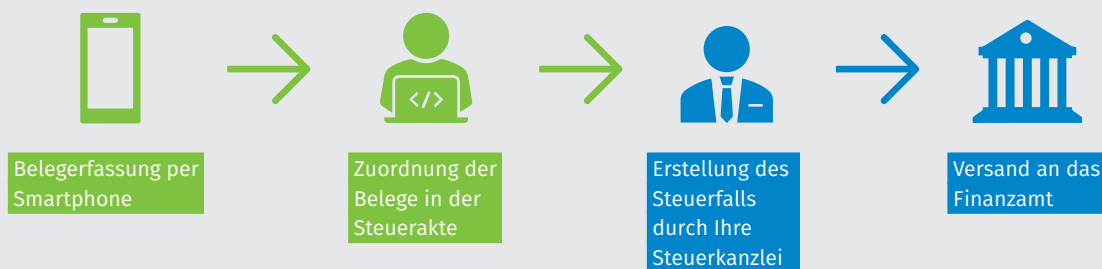 </>
Belegerfassung per
Smartphone
Zuordnung der
Belege in der
Steuerakte
Erstellung des
Steuerfalls
durch Ihre
Steuerkanzlei
Versand an das
Finanzamt